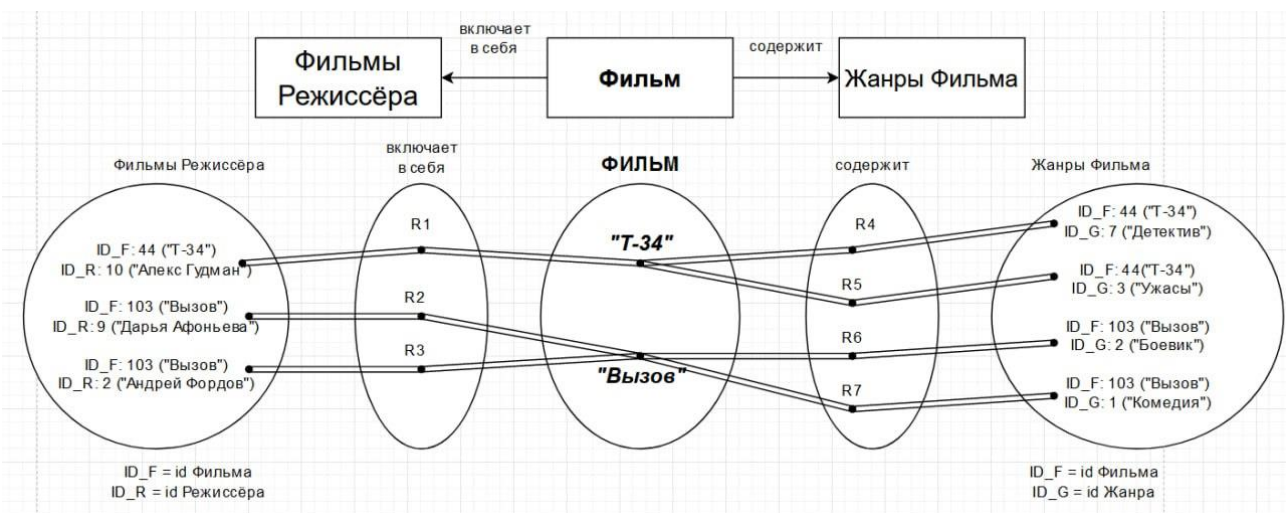 включает
в себя
содержит
Фильмы
Режиссёра
Фильм
Жанры Фильма
Фильмы Режиссёра
включает
в себя
ФИЛЬМ
содержит
Жанры Фильма
ID_F: 44 ("Т-34")
ID_R: 10 ("Алекс Гудман")
ID_F: 103 ("Вызов")
ID_R: 9 ("Дарья Афоньева")
ID_F: 103 ("Вызов")
ID_R: 2 ("Андрей Фордов")
R1
R2
R3
"Т-34"
"Вызов"
R4
R5
R6
R7
ID_F: 44 ("Т-34")
ID_G: 7 ("Детектив")
ID_F: 44("Т-34")
ID_G: 3 ("Ужасы")
ID_F: 103 ("Вызов")
ID_G: 2 ("Боевик")
ID_F: 103 ("Вызов")
ID_G: 1 ("Комедия")
ID_F = id Фильма
ID_R = id Режиссёра
ID_F = id Фильма
ID_G = id Жанра